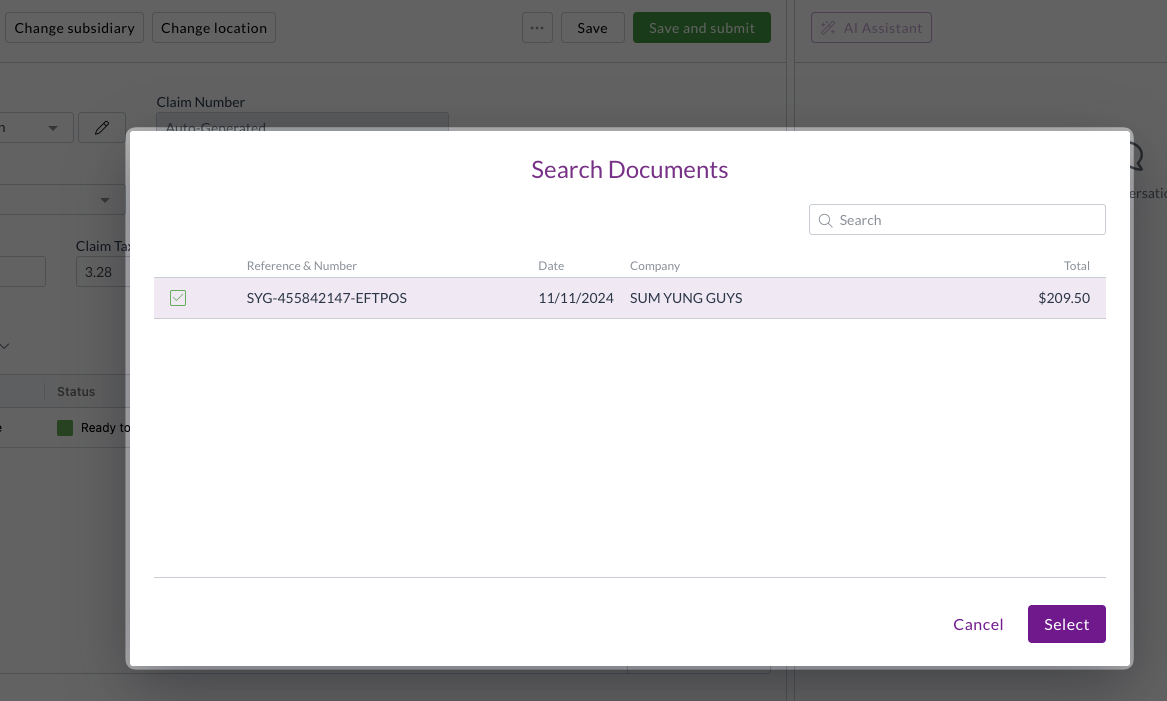 Change subsidiary
Change location
...
Save
Save and submit
AI Assistant
Claim Number
Auto-Generated
Search Documents
Search
Claim Tax
3.28
Reference & Number
Date
Company
Total
SYG-455842147-EFTPOS
11/11/2024
SUM YUNG GUYS
$209.50
Status
Ready to
Cancel
Select